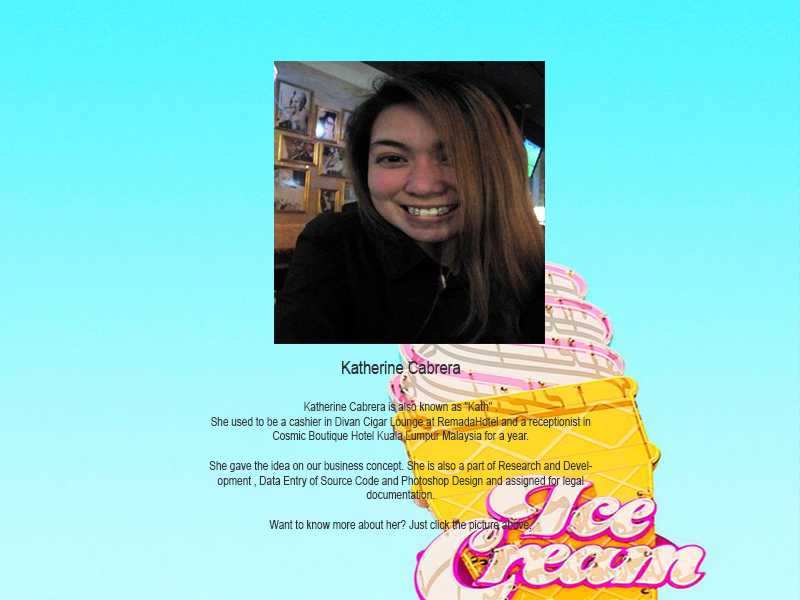 Katherine Cabrera
Katherine Cabrera is also known as "Kath" .
She used to be a cashier in Divan Cigar Lounge at RemadaHotel and a receptionist in
Cosmic Boutique Hotel Kuala Lumpur Malaysia for a year.
She gave the idea on our business concept. She is also a part of Research and Devel-
opment , Data Entry of Source Code and Photoshop Design and assigned for legal
documentation.
Want to know more about her? Just click the picture above.
Ice
Cream